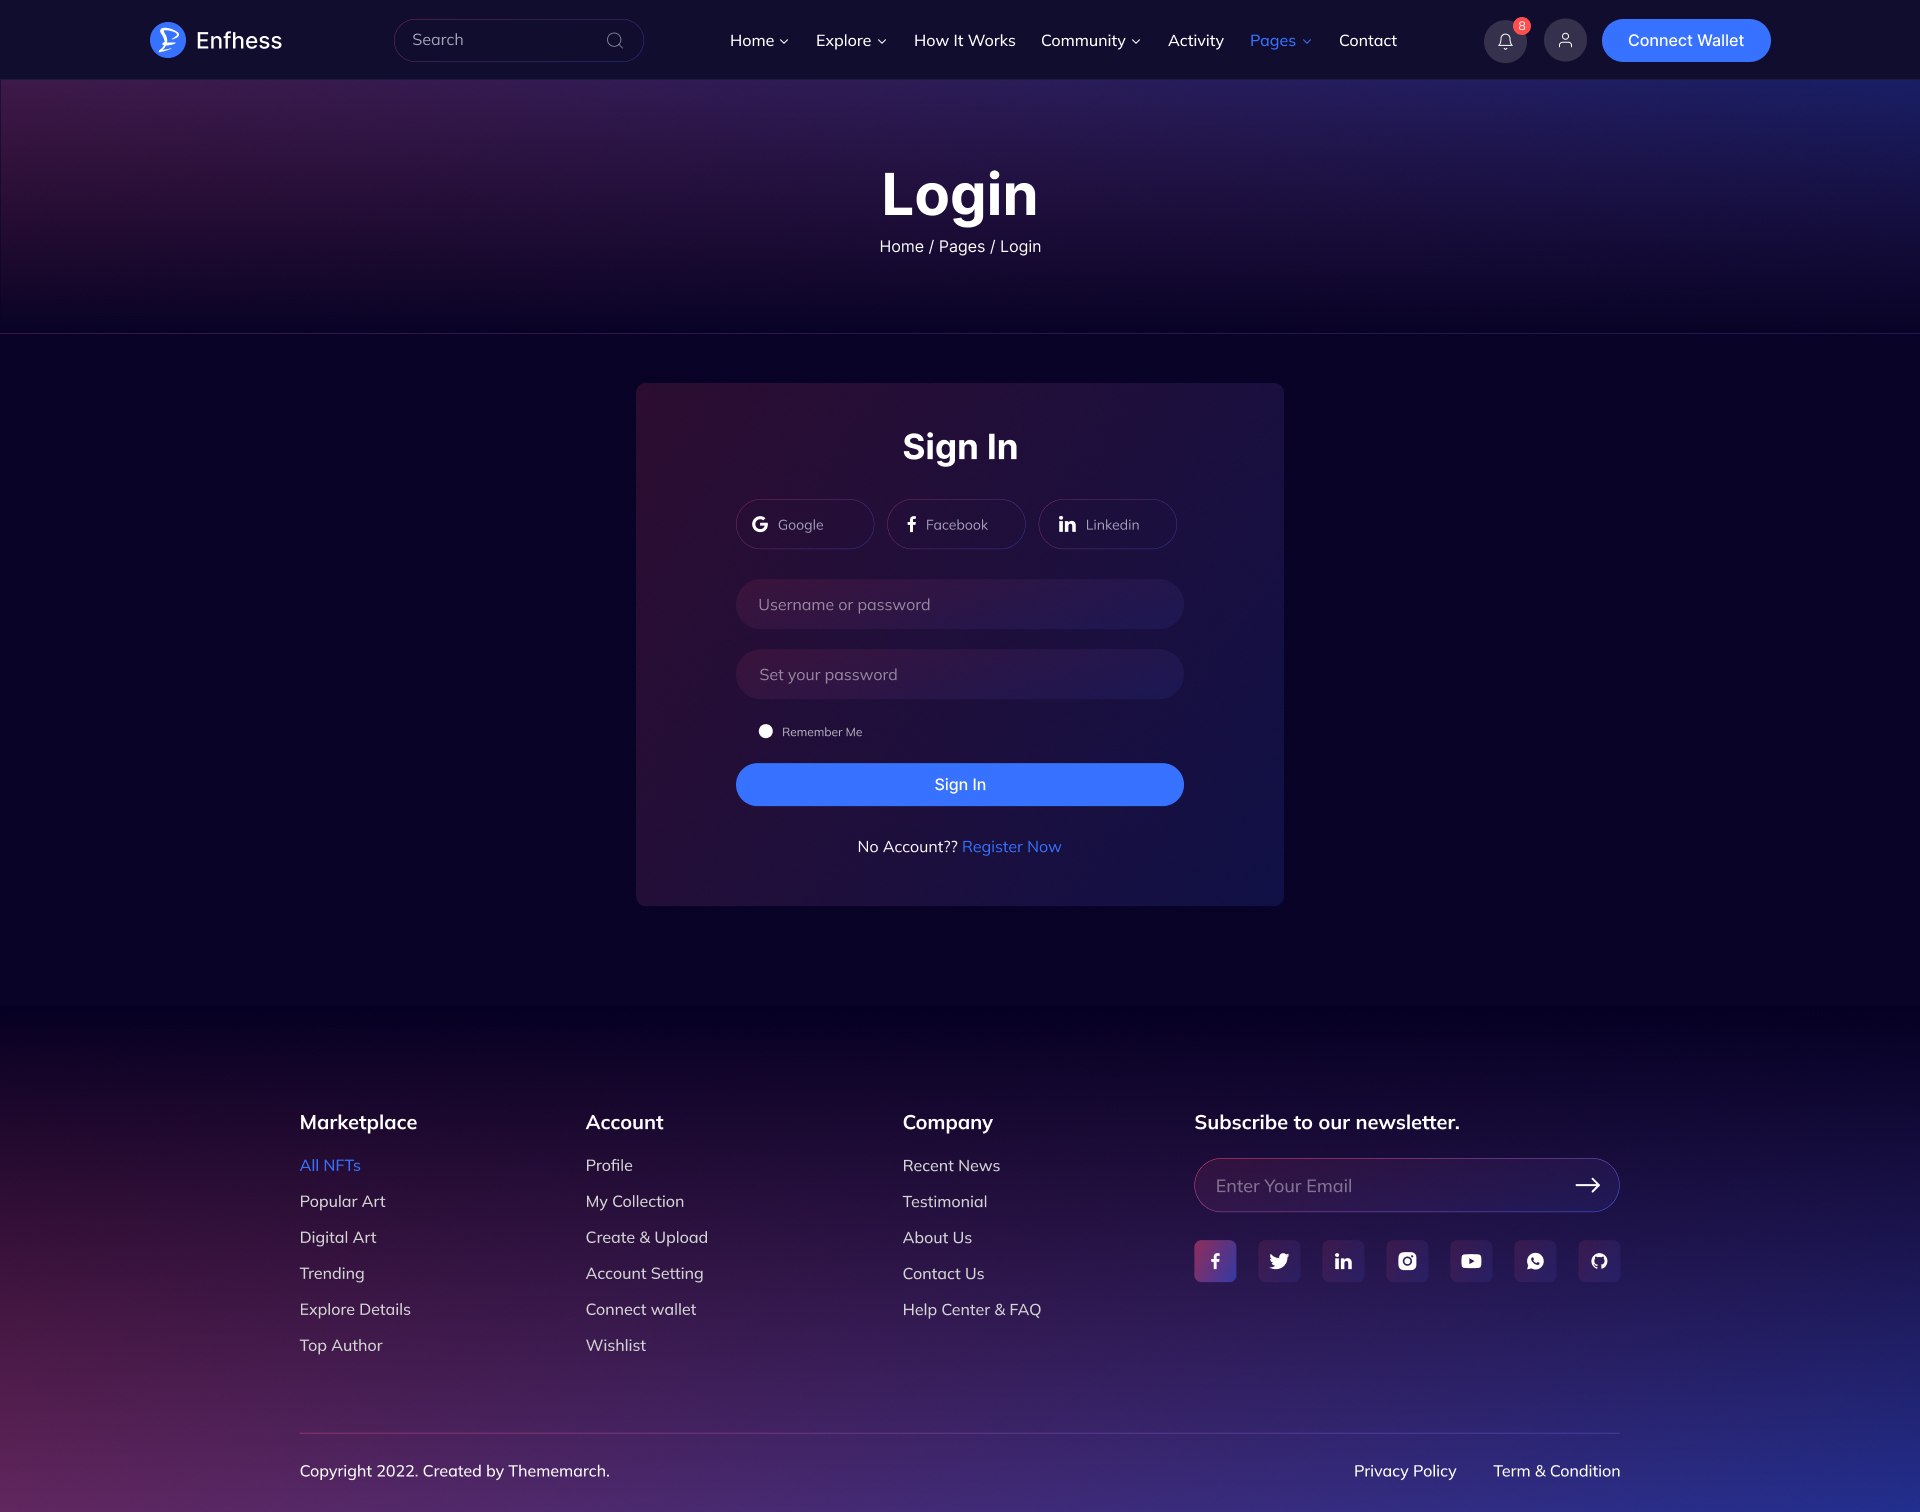 Enfhess
Search
Home
Explore
How It Works
Community
Activity
Pages
Contact
8
Connect Wallet
Login
Home / Pages / Login
Sign In
Google
Facebook
Linkedin
Username or password
Set your password
Remember Me
Sign In
No Account?? Register Now
Marketplace
All NFTs
Popular Art
Digital Art
Trending
Explore Details
Top Author
Account
Profile
My Collection
Create & Upload
Account Setting
Connect wallet
Wishlist
Company
Recent News
Testimonial
About Us
Contact Us
Help Center & FAQ
Subscribe to our newsletter.
Enter Your Email
Copyright 2022. Created by Thememarch.
Privacy Policy
Term & Condition